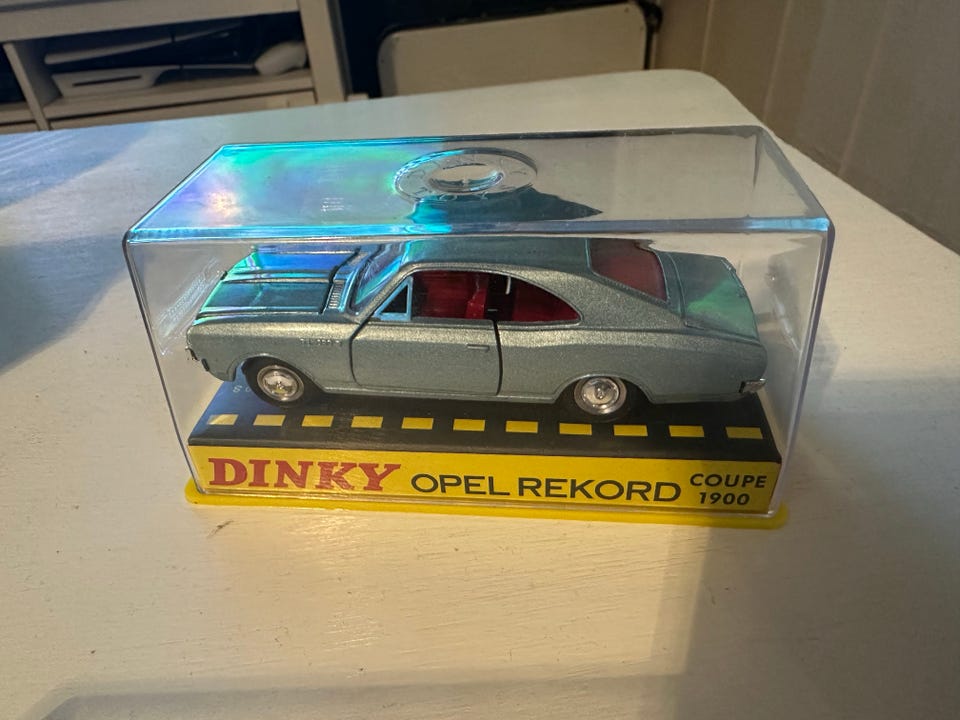 DINKY OPEL REKORD COUPE
1900